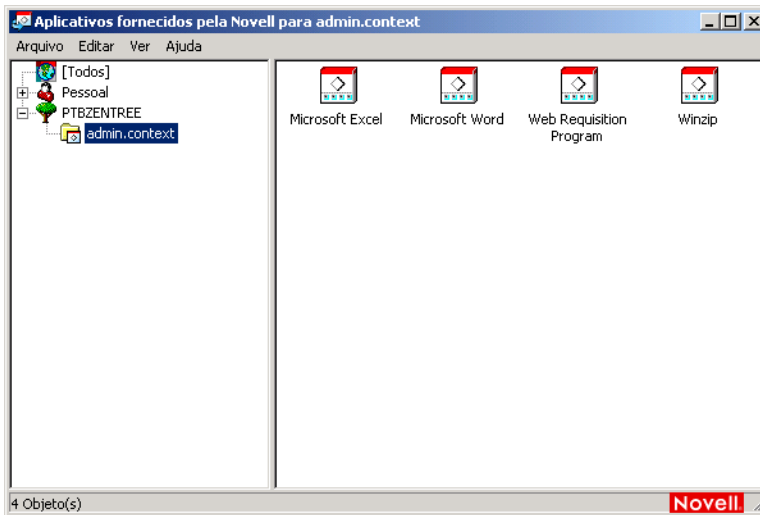 Aplicativos fornecidos pela Novell para admin.context
Arquivo Editar Ver Ajuda
[Todos]
Pessoal
PTBZENTREE
admin.context
Microsoft Excel
Microsoft Word
Web Requisition
Program
Winzip
4 Objeto(s)
Novell.